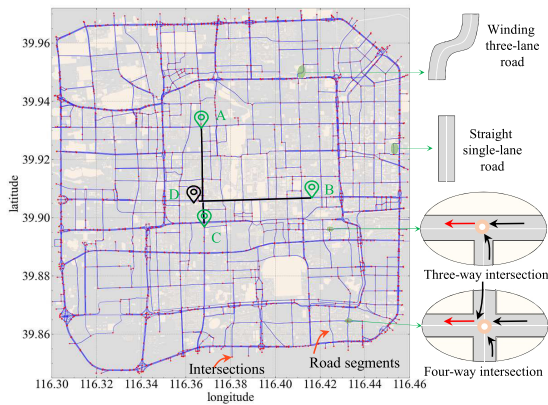 39.96
39.94
39.92
39.90
39.88
39.86
latitude
116.30
116.32
116.34
116.36
116.38
116.40
116.42
116.44
116.46
longitude
A
B
C
D
Intersections
Road segments
Winding
three-lane
road
Straight
single-lane
road
Three-way intersection
Four-way intersection